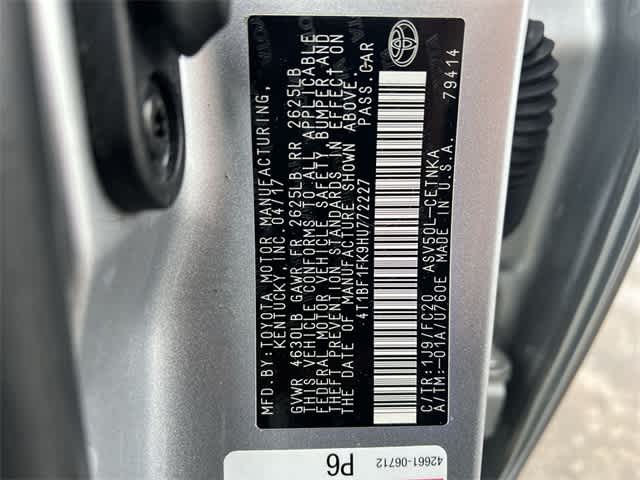 MFD. BY: TOYOTA MOTOR MANUFACTURING,
KENTUCKY, INC. 04/17
GVWR 4630LB GAWR FR 2625LB RR 2625LB
THIS VEHICLE CONFORMS TO ALL APPLICABLE
FEDERAL MOTOR VEHICLE SAFETY, BUMPER AND
THEFT PREVENTION STANDARDS IN EFFECT ON
THE DATE OF MANUFACTURE SHOWN ABOVE.
4T1BF1FK9HU772227 PASS. CAR
C/TR: 1J9/FC20 ASV50L-CETNKA
A/TM: -01A/U760E MADE IN U.S.A. 79414
P6
42661-06712